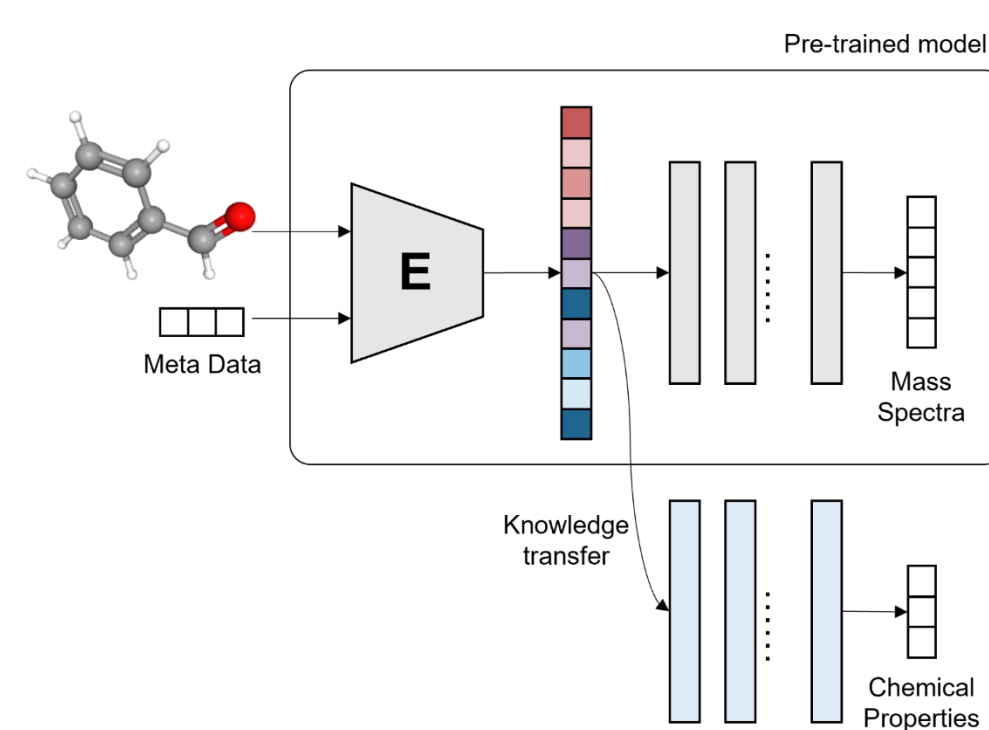 Pre-trained model
E
Meta Data
Mass
Spectra
Knowledge
transfer
Chemical
Properties